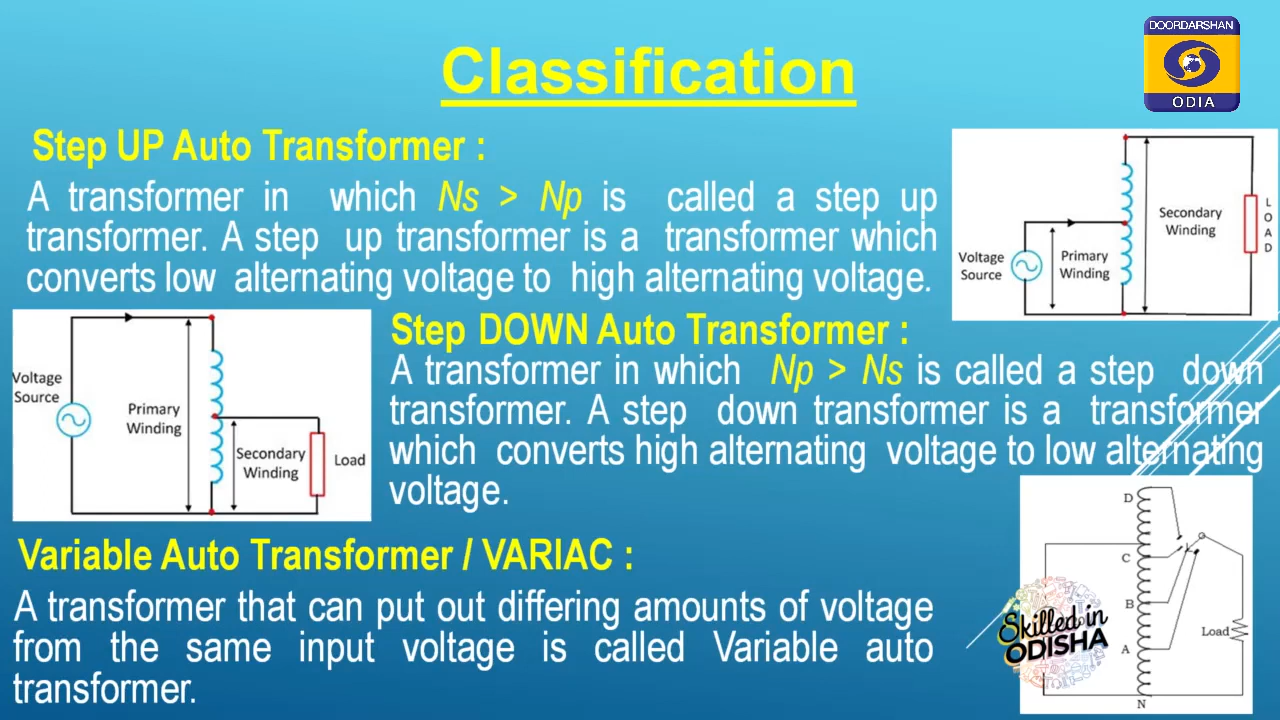 Classification
DOORDARSHAN
ODIA
Step UP Auto Transformer :
A transformer in which Ns > Np is called a step up
transformer. A step up transformer is a transformer which
converts low alternating voltage to high alternating voltage.
Voltage
Source
Primary
Winding
Secondary
Winding
L
O
A
D
Voltage
Source
Primary
Winding
Secondary
Winding
Load
Step DOWN Auto Transformer :
A transformer in which Np > Ns is called a step down
transformer. A step down transformer is a transformer
which converts high alternating voltage to low alternating
voltage.
Variable Auto Transformer / VARIAC :
A transformer that can put out differing amounts of voltage
from the same input voltage is called Variable auto
transformer.
D
C
B
A
N
Load
Skilled in
ODISHA